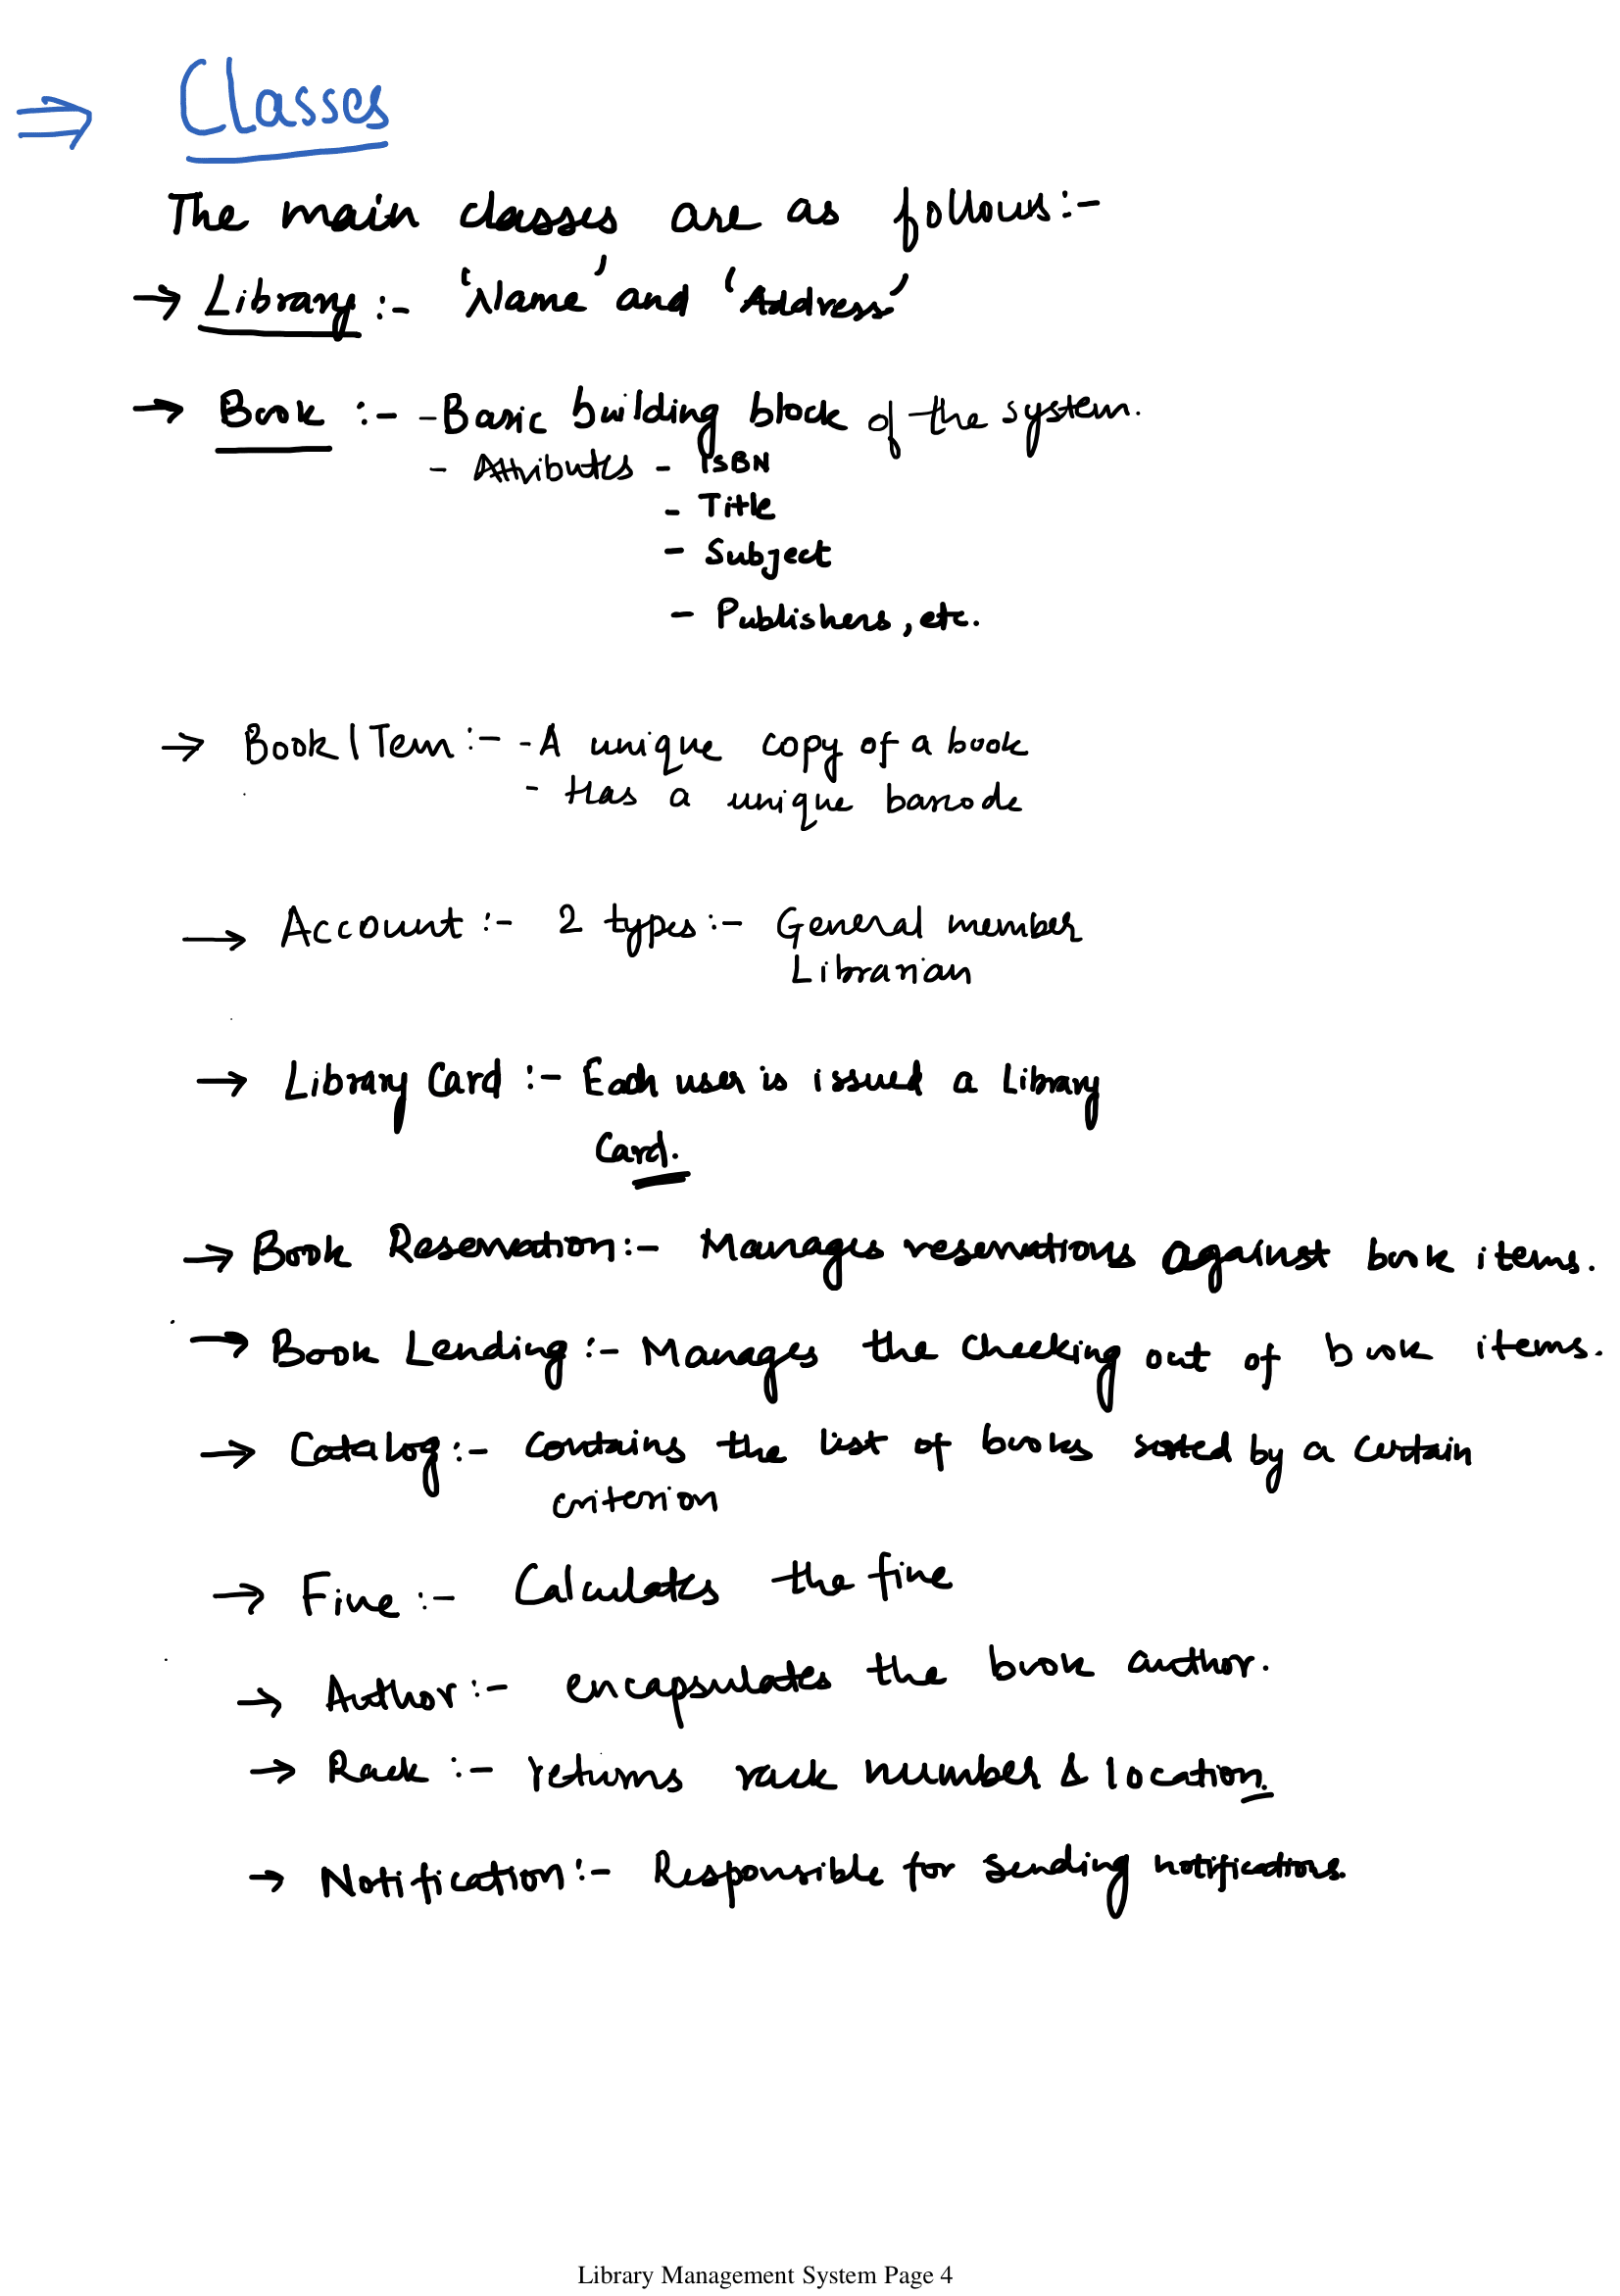 ⇒ Classes
The main classes are as follows:-
→ Library :- 'Name' and 'Address'
→ Book :- - Basic building block of the system.
- Attributes - ISBN
- Title
- Subject
- Publishers, etc.
→ Book ITem :- - A unique copy of a book
- Has a unique barcode
→ Account :- 2 types :- General member
Librarian
→ Library Card :- Each user is issued a Library
Card.
→ Book Reservation :- Manages reservations against book items.
→ Book Lending :- Manages the checking out of book items.
→ Catalog :- contains the list of books sorted by a certain
criterion
→ Fine :- Calculates the fine
→ Author :- encapsulates the book author.
→ Rack :- returns rack number & location.
→ Notification :- Responsible for sending notifications.
Library Management System Page 4